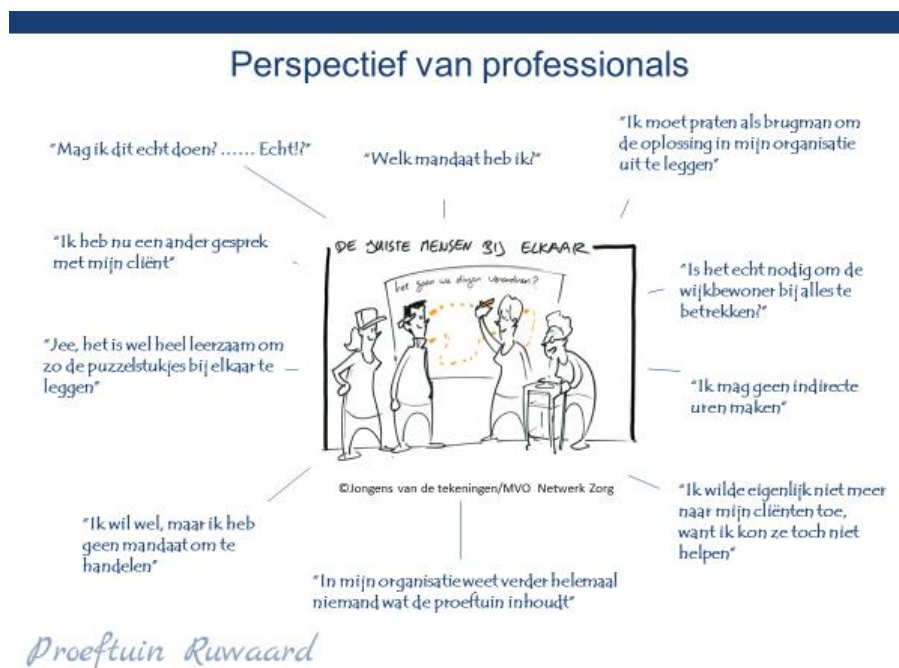 Perspectief van professionals
"Mag ik dit echt doen? ...... Echt!?"
"Welk mandaat heb ik?"
"Ik moet praten als brugman om
de oplossing in mijn organisatie
uit te leggen"
"Ik heb nu een ander gesprek
met mijn cliënt"
DE JUISTE MENSEN BIJ ELKAAR
het gaan we dingen veranderen?
"Is het echt nodig om de
wijkbewoner bij alles te
betrekken?"
"Jee, het is wel heel leerzaam om
zo de puzzelstukjes bij elkaar te
leggen"
"Ik mag geen indirecte
uren maken"
©Jongens van de tekeningen/MVO Netwerk Zorg
"Ik wil wel, maar ik heb
geen mandaat om te
handelen"
"Ik wilde eigenlijk niet meer
naar mijn cliënten toe,
want ik kon ze toch niet
helpen"
"In mijn organisatie weet verder helemaal
niemand wat de proeftuin inhoudt"
Proeftuin Ruwaard